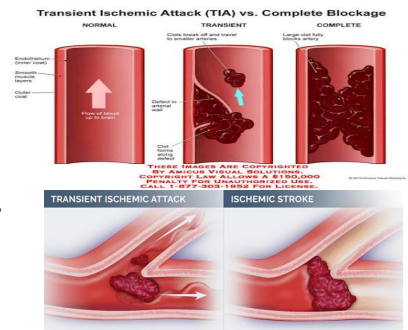 Transient Ischemic Attack (TIA) vs. Complete Blockage
NORMAL
TRANSIENT
COMPLETE
Clots break off and travel
to smaller arteries
Large clot fully
blocks artery
Endothelium
(inner coat)
Smooth
muscle
layers
Outer
coat
Flow of blood
up to brain
Defect in
arterial
wall
Clot
forms
along
defect
THESE IMAGES ARE COPYRIGHTED
BY AMICUS VISUAL SOLUTIONS.
COPYRIGHT LAW ALLOWS A $150,000
PENALTY FOR UNAUTHORIZED USE.
CALL 1-877-303-1952 FOR LICENSE.
TRANSIENT ISCHEMIC ATTACK
ISCHEMIC STROKE